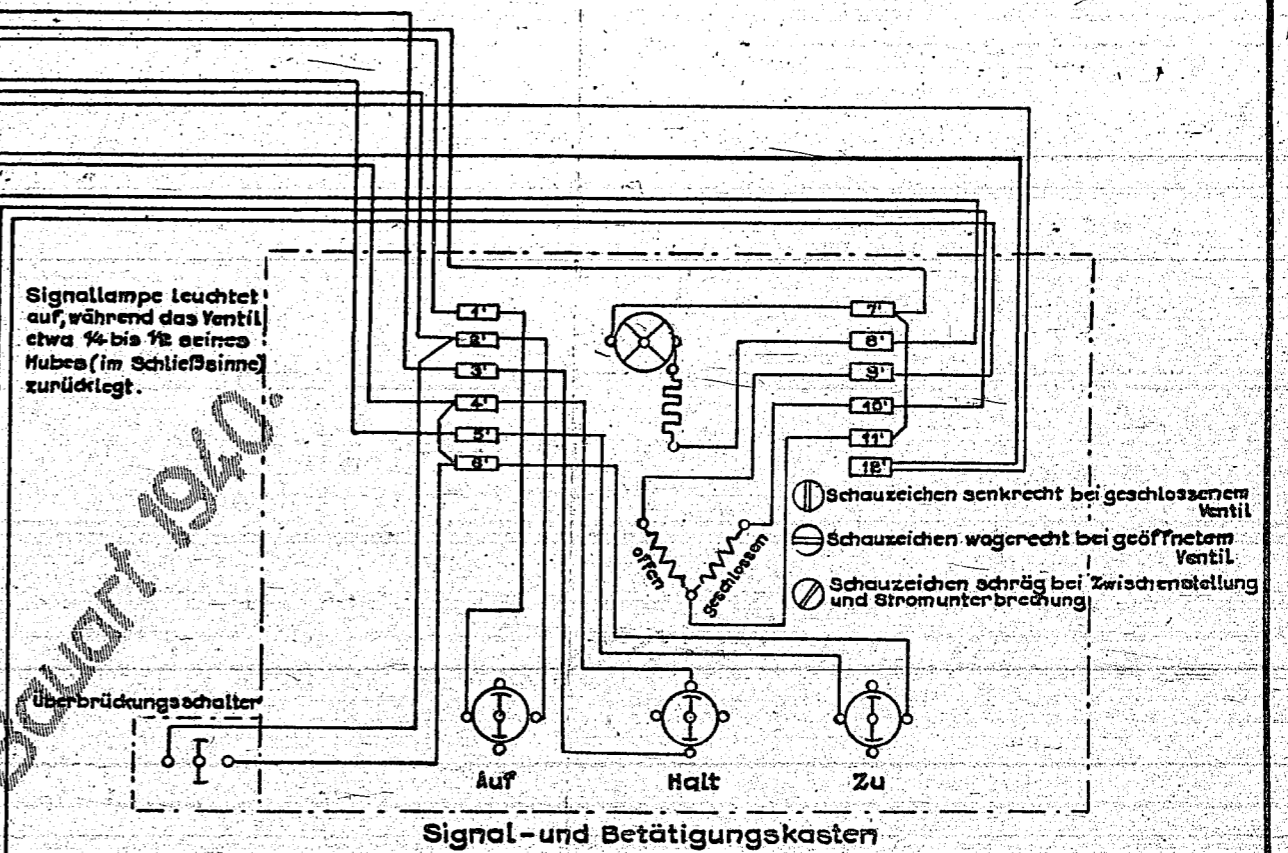 Signallampe leuchtet
auf, während das Ventil
etwa 1/4 bis 1/2 seines
Hubes (im Schließsinne)
zurücklegt.
Bauart 1940.
1'
2'
3'
4'
5'
6'
7'
8'
9'
10'
11'
12'
offen
geschlossen
Schauzeichen senkrecht bei geschlossenem
Ventil
Schauzeichen wagerecht bei geöffnetem
Ventil
Schauzeichen schräg bei Zwischenstellung
und Stromunterbrechung
Überbrückungsschalter
Auf
Halt
Zu
Signal- und Betätigungskasten